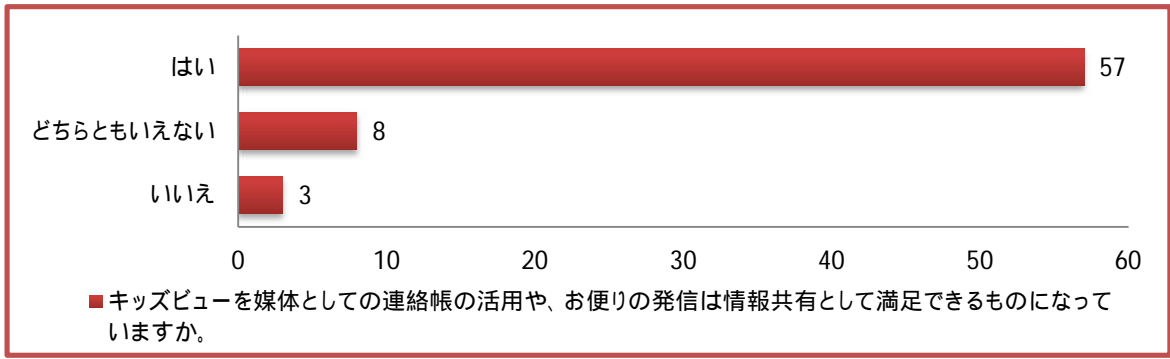 はい
57
どちらともいえない
8
いいえ
3
0 10 20 30 40 50 60
キッズビューを媒体としての連絡帳の活用や、お便りの発信は情報共有として満足できるものになって
いますか。